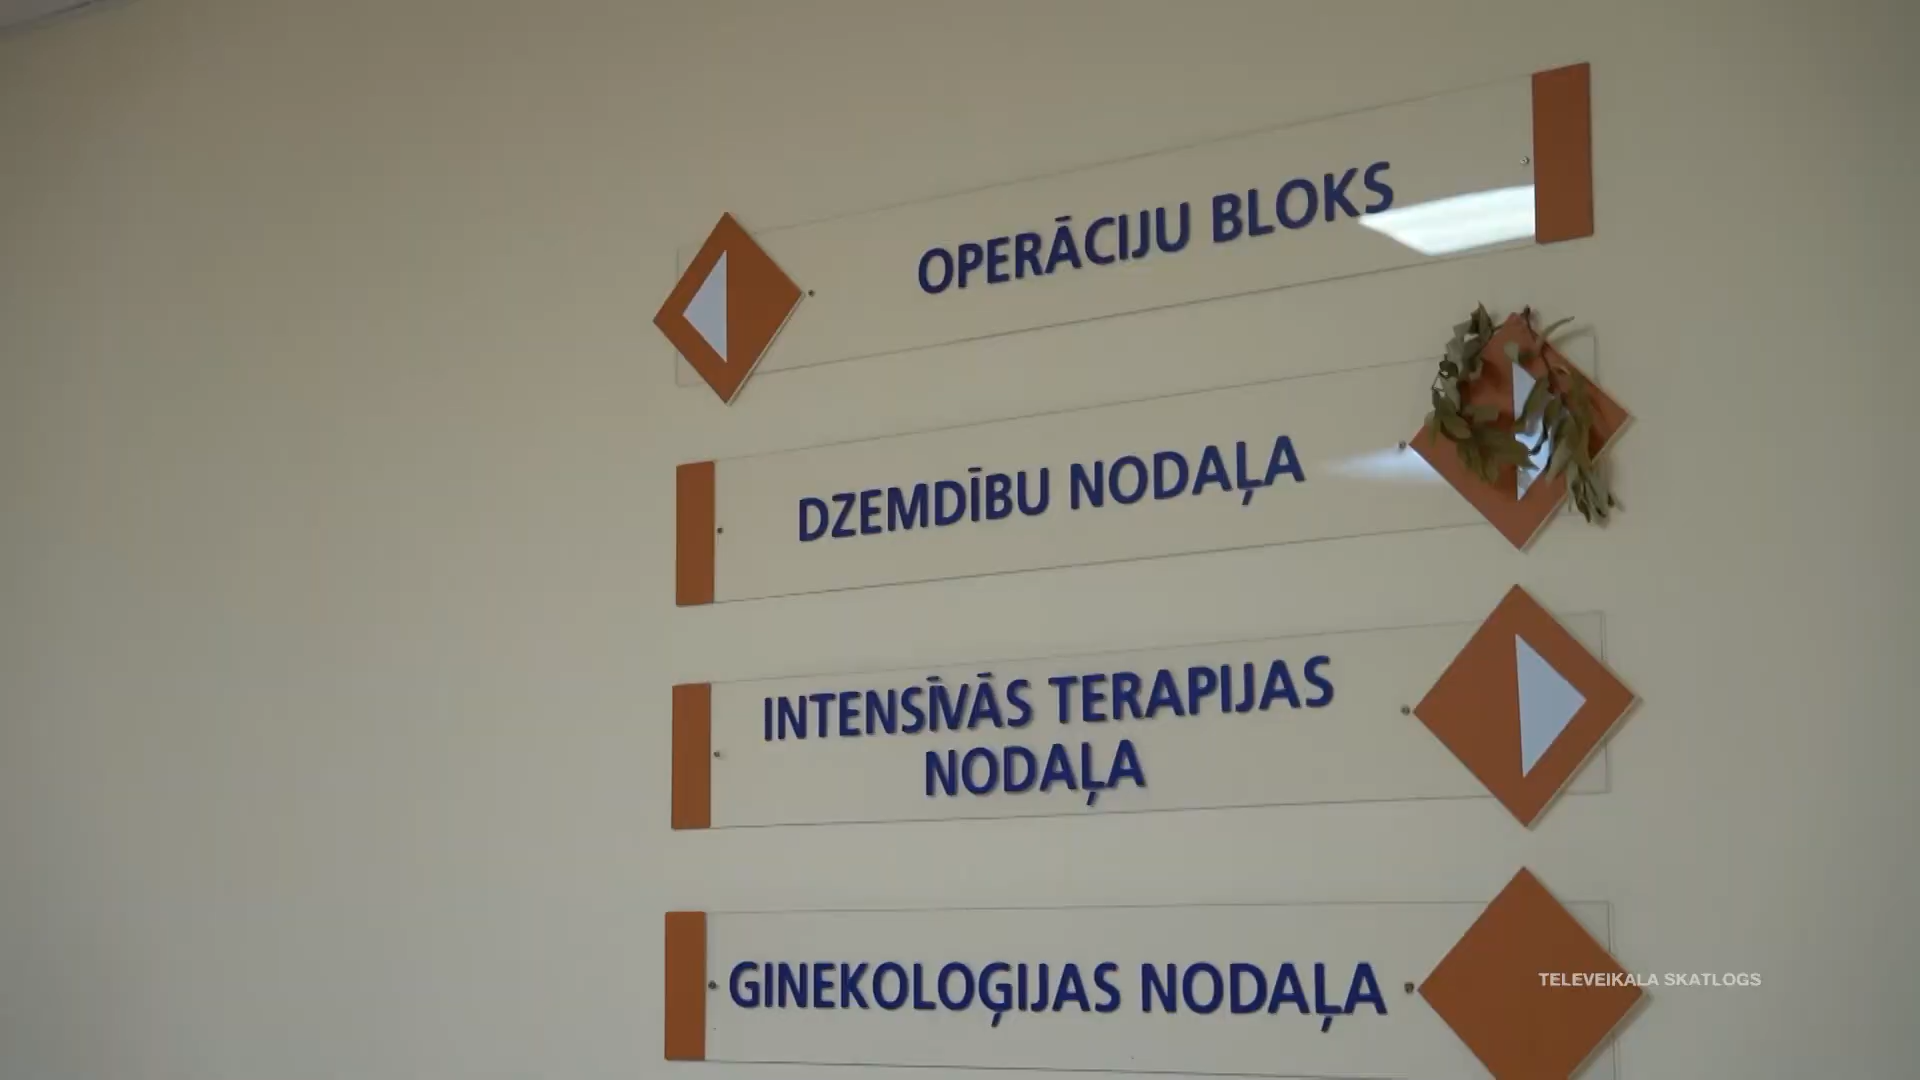 OPERĀCIJU BLOKS
DZEMDĪBU NODAĻA
INTENSĪVĀS TERAPIJAS
NODAĻA
GINEKOLOĢIJAS NODAĻA
TELEVEIKALA SKATLOGS